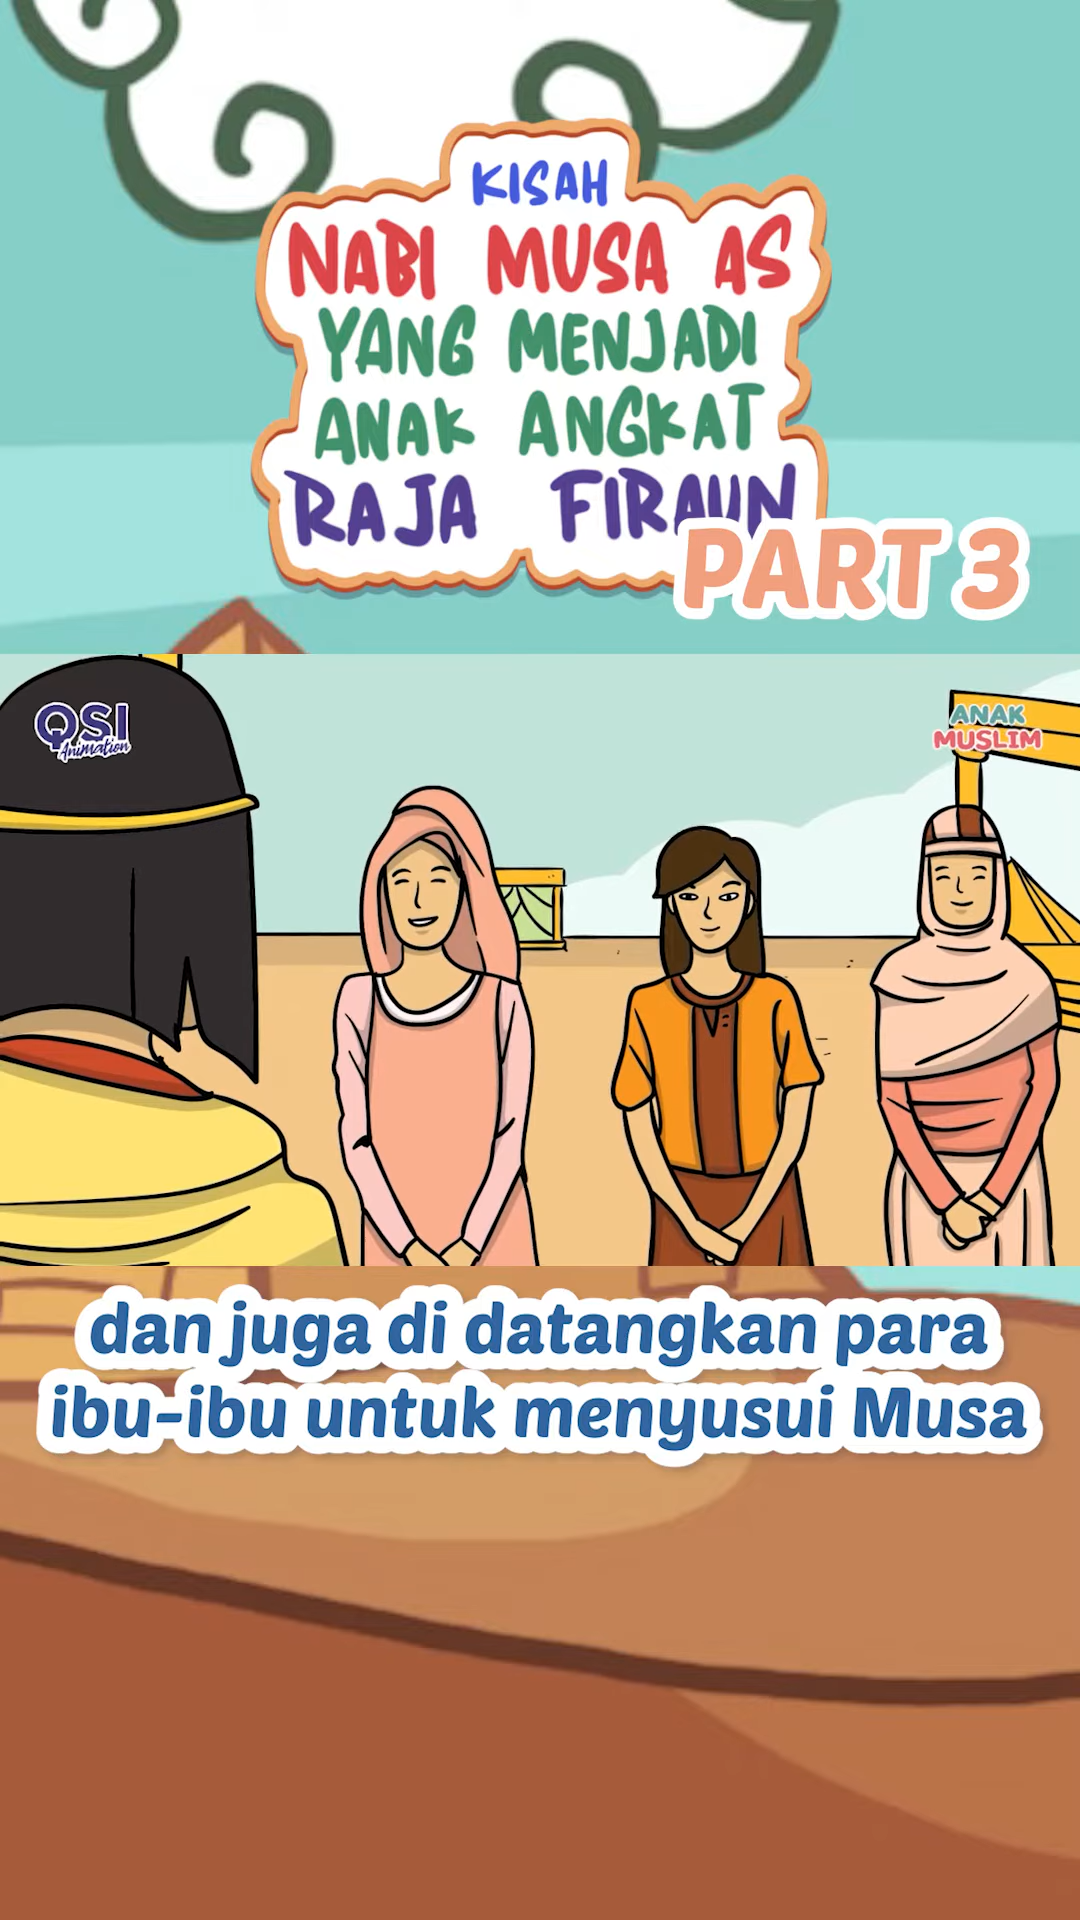 KISAH
NABI MUSA AS
YANG MENJADI
ANAK ANGKAT
RAJA FIRAUN
PART 3
QSI
Animation
ANAK
MUSLIM
dan juga di datangkan para
ibu-ibu untuk menyusui Musa